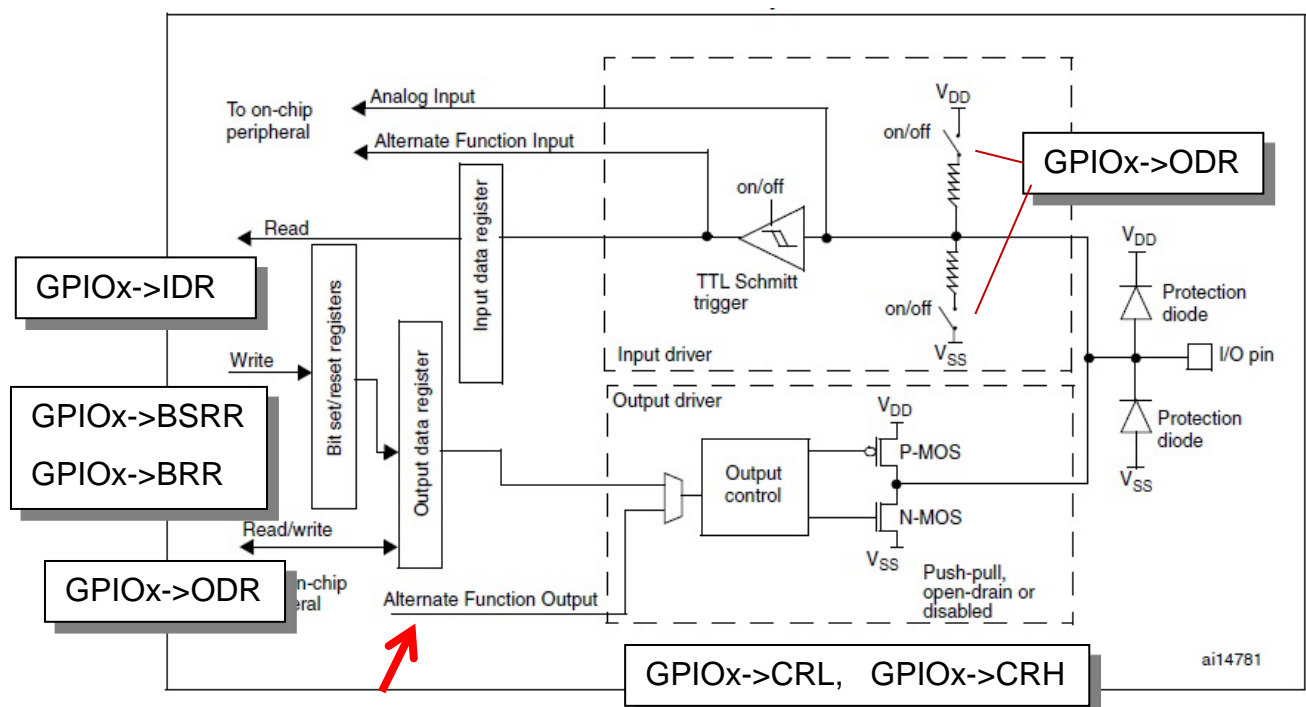 To on-chip
peripheral
Analog Input
Alternate Function Input
Read
GPIOx->IDR
Write
GPIOx->BSRR
GPIOx->BRR
Read/write
GPIOx->ODR
n-chip
eral
Alternate Function Output
Bit set/reset registers
Output data register
Input data register
on/off
TTL Schmitt
trigger
VDD
on/off
on/off
VSS
Input driver
GPIOx->ODR
VDD
Protection
diode
I/O pin
Protection
diode
VSS
Output driver
Output
control
VDD
P-MOS
N-MOS
VSS
Push-pull,
open-drain or
disabled
GPIOx->CRL, GPIOx->CRH
ai14781